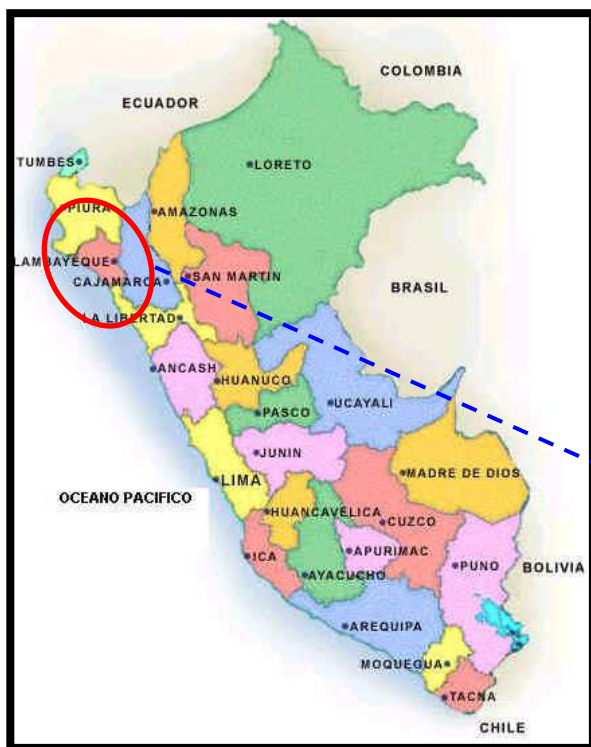 COLOMBIA
ECUADOR
TUMBES
LORETO
PIURA
AMAZONAS
LAMBAYEQUE
CAJAMARCA
SAN MARTIN
BRASIL
LA LIBERTAD
ANCASH
HUANUCO
UCAYALI
PASCO
JUNIN
LIMA
MADRE DE DIOS
OCEANO PACIFICO
HUANCAVELICA
CUZCO
ICA
APURIMAC
PUNO
BOLIVIA
AYACUCHO
AREQUIPA
MOQUEGUA
TACNA
CHILE